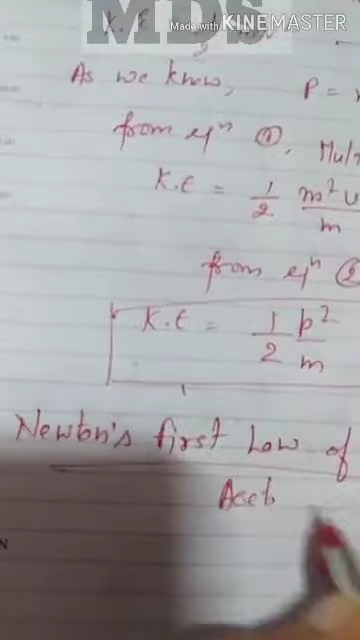 MDS
Made with KINEMASTER
K.E
As we know, P =
from eqⁿ ①,
K.E = 1/2 m²v/m
from eqⁿ ②
K.E = 1/2 p²/m
Newton's first Law of
Acc